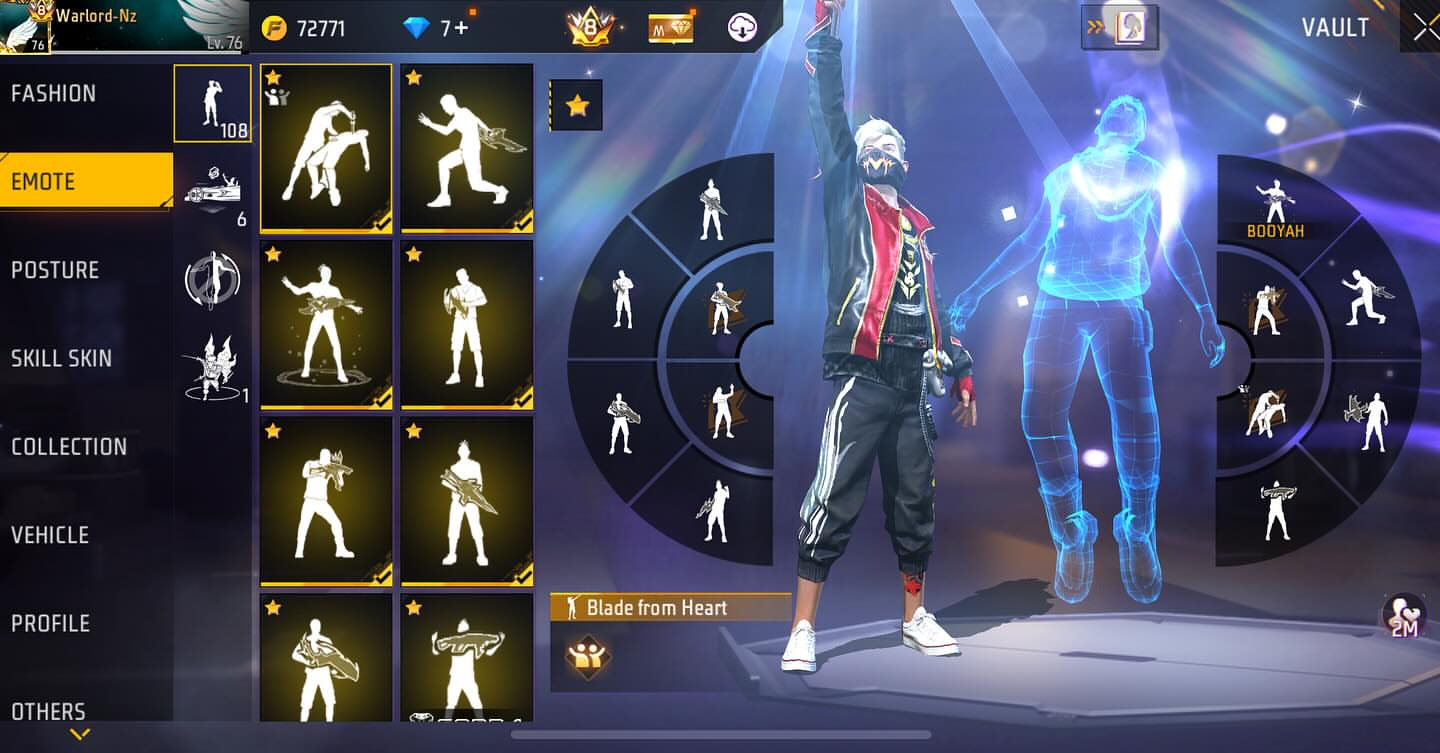 Warlord-Nz
8
76
Lv. 76
72771
7+
8
M
VAULT
FASHION
108
EMOTE
6
POSTURE
SKILL SKIN
1
COLLECTION
VEHICLE
PROFILE
OTHERS
BOOYAH
Blade from Heart
2M